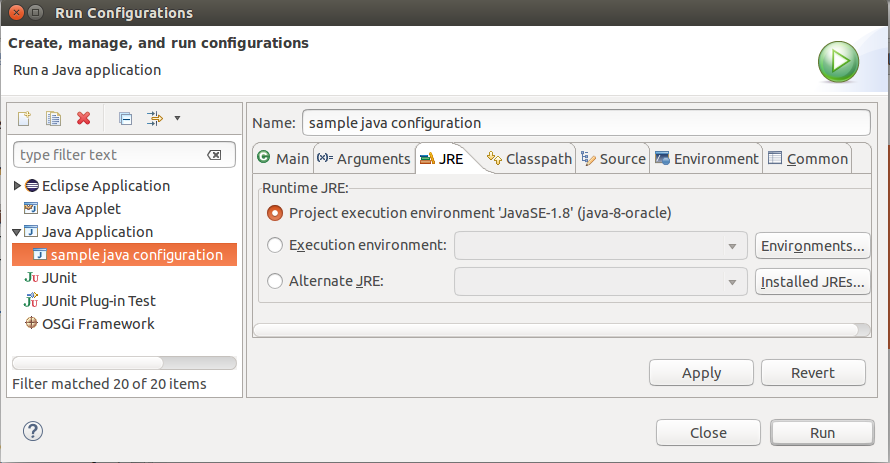 Run Configurations
Create, manage, and run configurations
Run a Java application
type filter text
Eclipse Application
Java Applet
Java Application
sample java configuration
JUnit
JUnit Plug-in Test
OSGi Framework
Filter matched 20 of 20 items
Name: sample java configuration
Main (x)= Arguments JRE Classpath Source Environment Common
Runtime JRE:
Project execution environment 'JavaSE-1.8' (java-8-oracle)
Execution environment: Environments...
Alternate JRE: Installed JREs...
Apply Revert
? Close Run